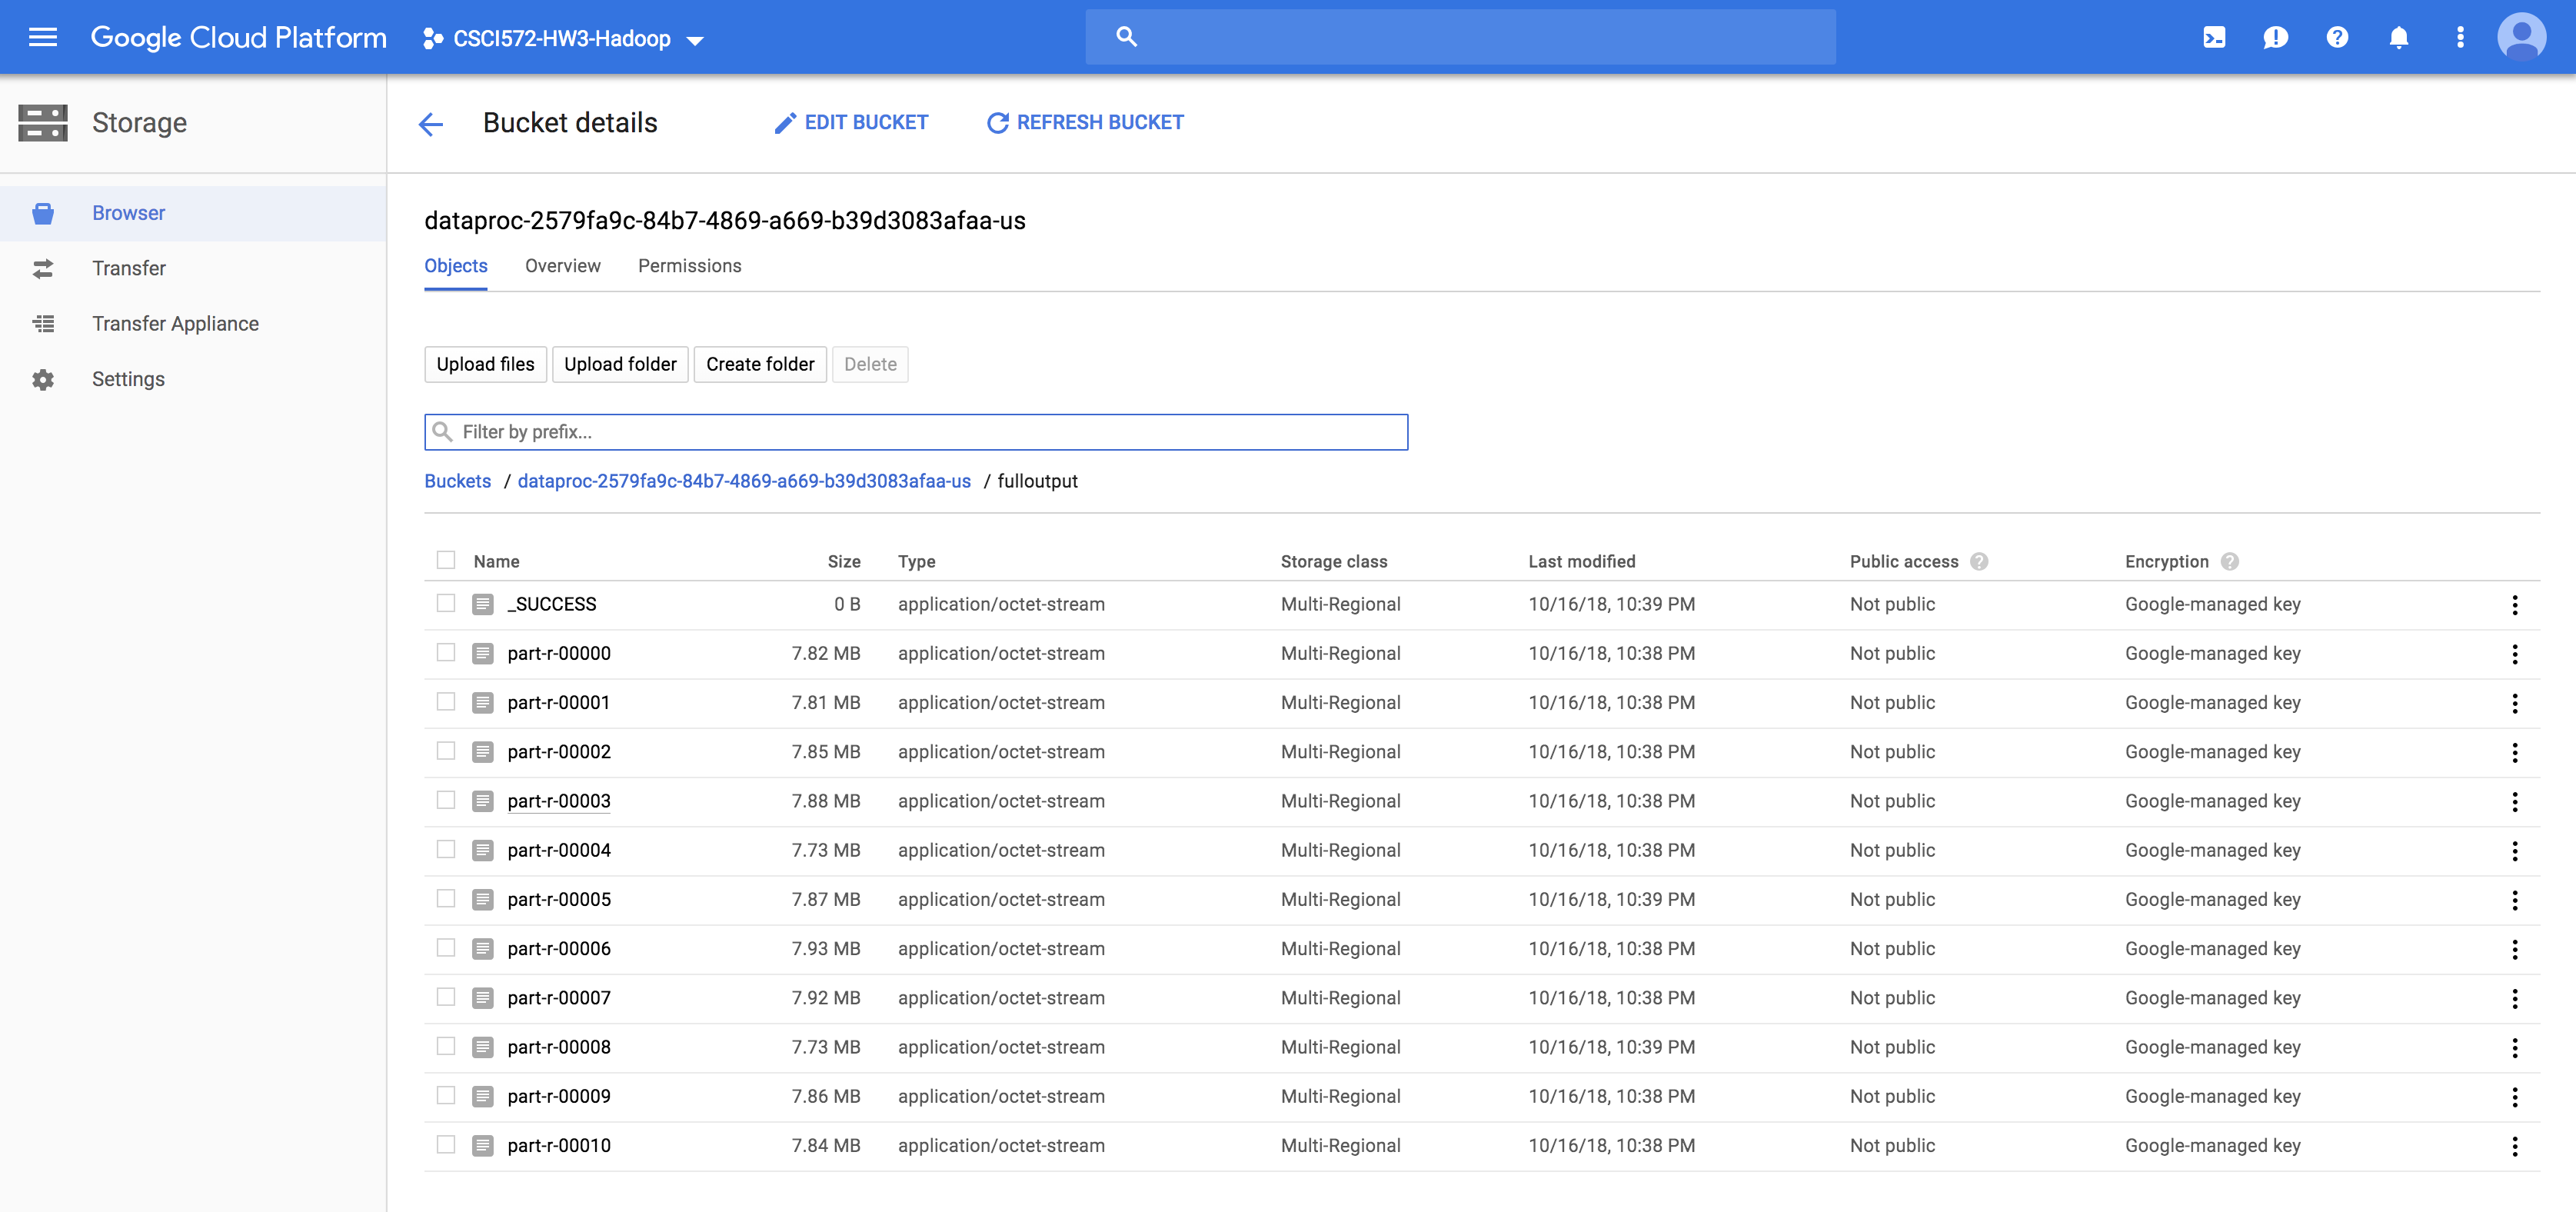 Google Cloud Platform CSCI572-HW3-Hadoop
Storage
Bucket details EDIT BUCKET REFRESH BUCKET
Browser
Transfer
Transfer Appliance
Settings
dataproc-2579fa9c-84b7-4869-a669-b39d3083afaa-us
Objects Overview Permissions
Upload files Upload folder Create folder Delete
Filter by prefix...
Buckets / dataproc-2579fa9c-84b7-4869-a669-b39d3083afaa-us / fulloutput
Name Size Type Storage class Last modified Public access Encryption
_SUCCESS 0 B application/octet-stream Multi-Regional 10/16/18, 10:39 PM Not public Google-managed key
part-r-00000 7.82 MB application/octet-stream Multi-Regional 10/16/18, 10:38 PM Not public Google-managed key
part-r-00001 7.81 MB application/octet-stream Multi-Regional 10/16/18, 10:38 PM Not public Google-managed key
part-r-00002 7.85 MB application/octet-stream Multi-Regional 10/16/18, 10:38 PM Not public Google-managed key
part-r-00003 7.88 MB application/octet-stream Multi-Regional 10/16/18, 10:38 PM Not public Google-managed key
part-r-00004 7.73 MB application/octet-stream Multi-Regional 10/16/18, 10:38 PM Not public Google-managed key
part-r-00005 7.87 MB application/octet-stream Multi-Regional 10/16/18, 10:39 PM Not public Google-managed key
part-r-00006 7.93 MB application/octet-stream Multi-Regional 10/16/18, 10:38 PM Not public Google-managed key
part-r-00007 7.92 MB application/octet-stream Multi-Regional 10/16/18, 10:38 PM Not public Google-managed key
part-r-00008 7.73 MB application/octet-stream Multi-Regional 10/16/18, 10:39 PM Not public Google-managed key
part-r-00009 7.86 MB application/octet-stream Multi-Regional 10/16/18, 10:38 PM Not public Google-managed key
part-r-00010 7.84 MB application/octet-stream Multi-Regional 10/16/18, 10:38 PM Not public Google-managed key